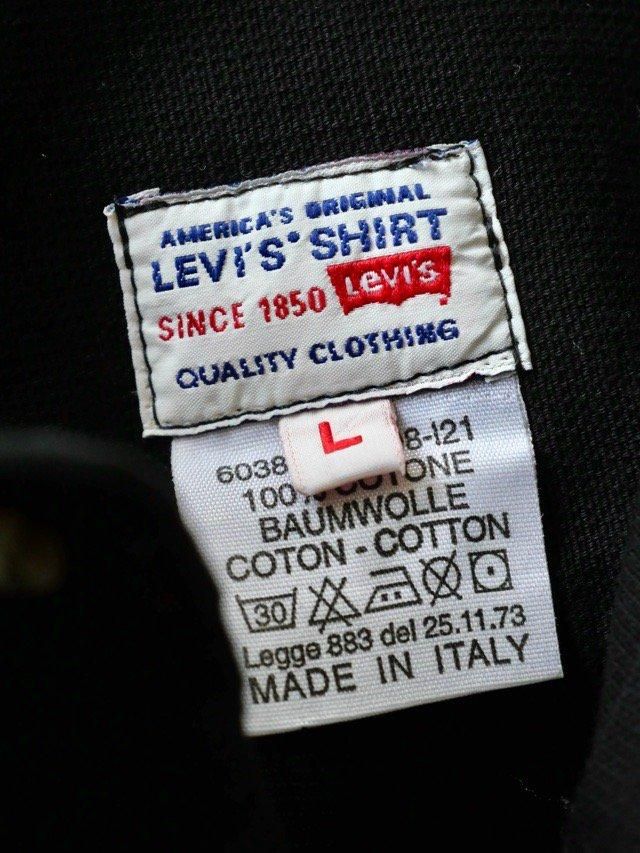 AMERICA'S ORIGINAL
LEVI'S® SHIRT
SINCE 1850 Levi's
QUALITY CLOTHING
L
6038 8-I21
100% COTONE
BAUMWOLLE
COTON - COTTON
30
Legge 883 del 25.11.73
MADE IN ITALY